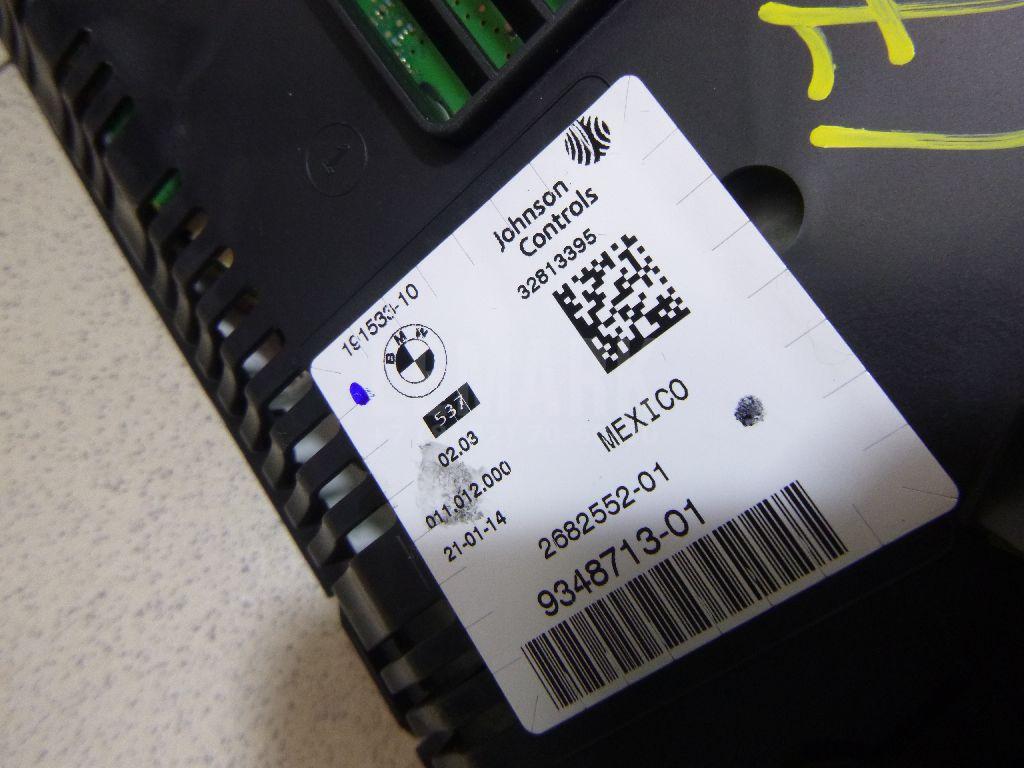 Johnson
Controls
32813395
191533-10
BMW
537
02.03
011.012.000
21-01-14
MEXICO
2682552-01
9348713-01